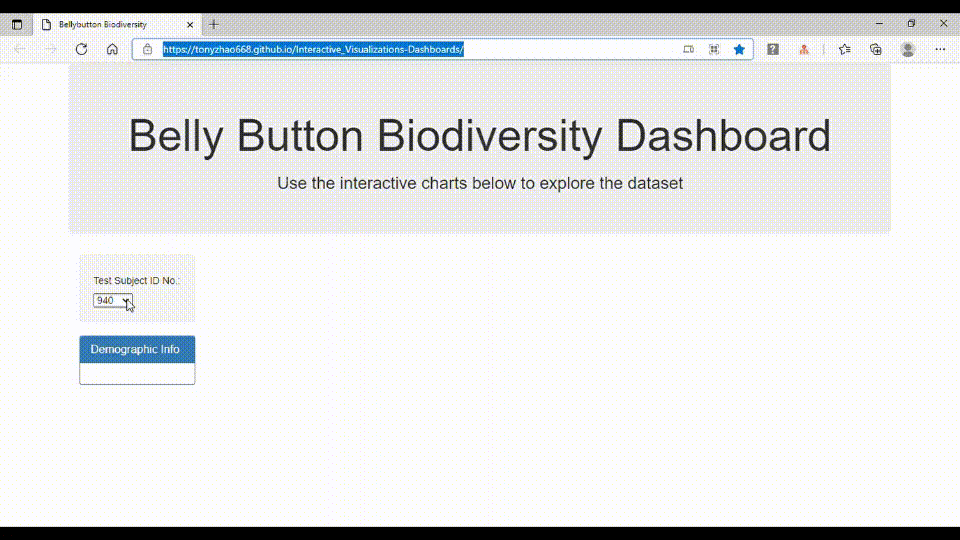 Bellybutton Biodiversity
https://tonyzhao668.github.io/Interactive_Visualizations-Dashboards/
Belly Button Biodiversity Dashboard
Use the interactive charts below to explore the dataset
Test Subject ID No.:
940
Demographic Info